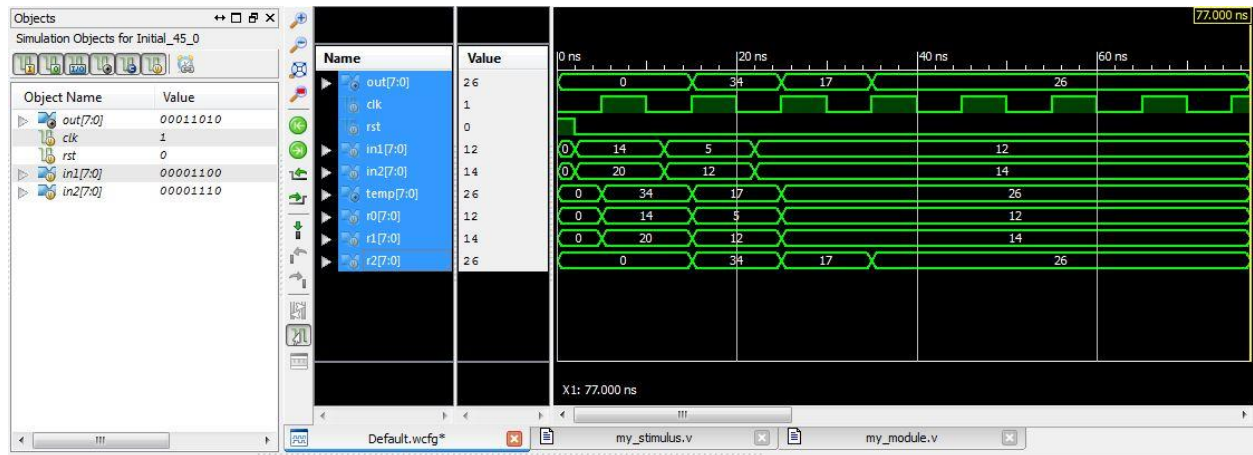 Objects
Simulation Objects for Initial_45_0
Object Name Value
out[7:0] 00011010
clk 1
rst 0
in1[7:0] 00001100
in2[7:0] 00001110
77.000 ns
Name Value 0 ns 20 ns 40 ns 60 ns
out[7:0] 26 0 34 17 26
clk 1
rst 0
in1[7:0] 12 0 14 5 12
in2[7:0] 14 0 20 12 14
temp[7:0] 26 0 34 17 26
r0[7:0] 12 0 14 5 12
r1[7:0] 14 0 20 12 14
r2[7:0] 26 0 34 17 26
X1: 77.000 ns
Default.wcfg* my_stimulus.v my_module.v